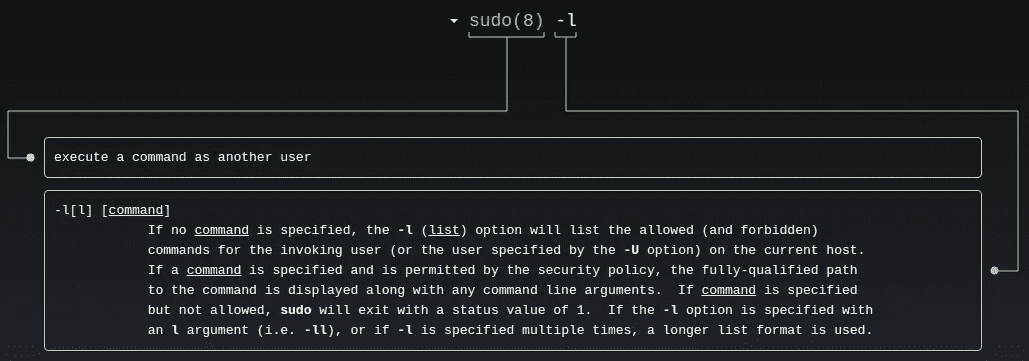 sudo(8) -l
execute a command as another user
-l[l] [command]
If no command is specified, the -l (list) option will list the allowed (and forbidden)
commands for the invoking user (or the user specified by the -U option) on the current host.
If a command is specified and is permitted by the security policy, the fully-qualified path
to the command is displayed along with any command line arguments.  If command is specified
but not allowed, sudo will exit with a status value of 1.  If the -l option is specified with
an l argument (i.e. -ll), or if -l is specified multiple times, a longer list format is used.